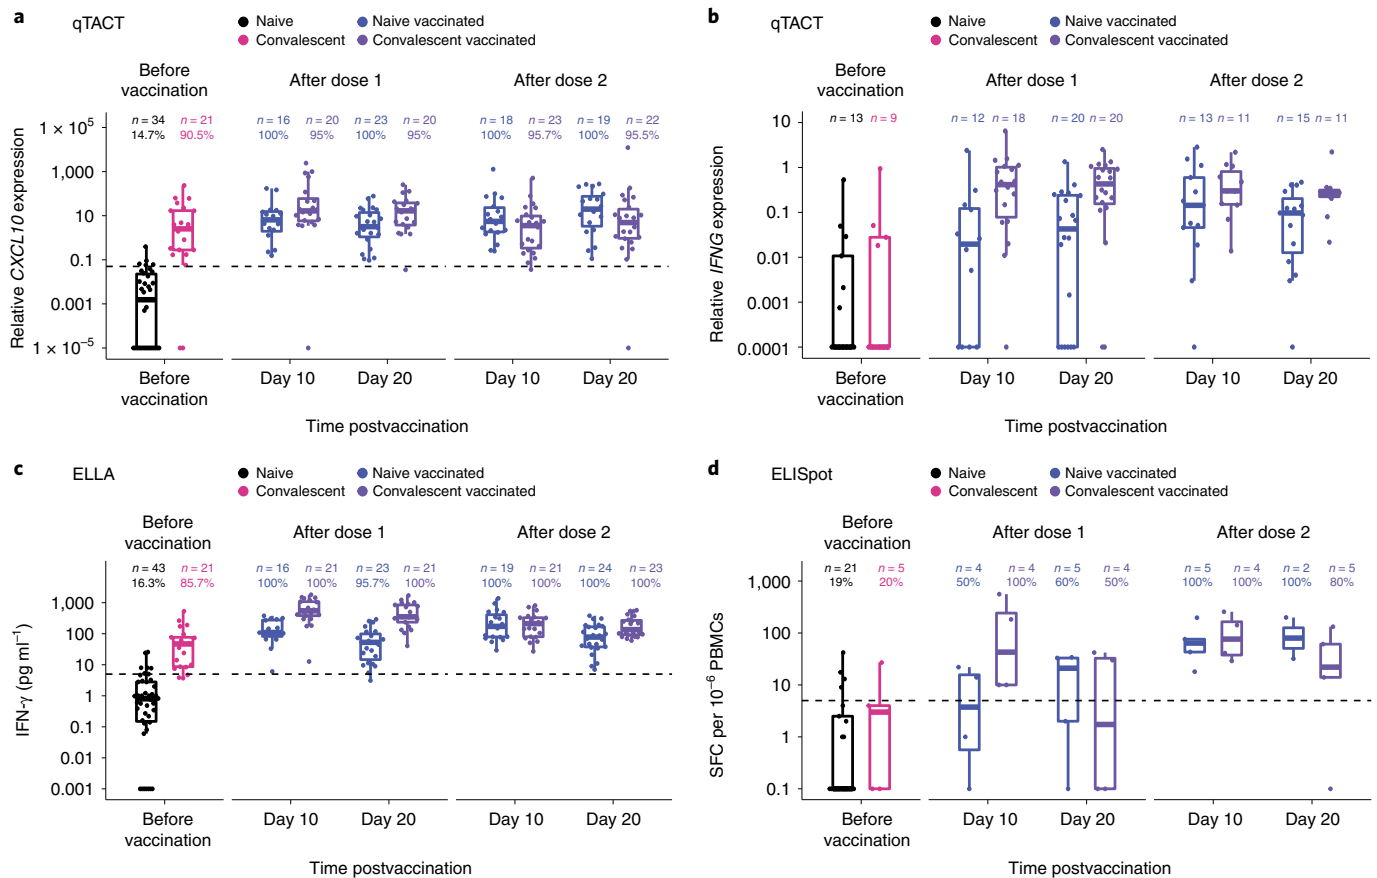 a
qTACT
Naive
Naive vaccinated
Convalescent
Convalescent vaccinated
Before
vaccination
After dose 1
After dose 2
n = 34
n = 21
n = 16
n = 20
n = 23
n = 20
n = 18
n = 23
n = 19
n = 22
14.7%
90.5%
100%
95%
100%
95%
100%
95.7%
100%
95.5%
Relative CXCL10 expression
1 × 10⁵
1,000
10
0.1
0.001
1 × 10⁻⁵
Before
vaccination
Day 10
Day 20
Day 10
Day 20
Time postvaccination
b
qTACT
Naive
Naive vaccinated
Convalescent
Convalescent vaccinated
Before
vaccination
After dose 1
After dose 2
n = 13
n = 9
n = 12
n = 18
n = 20
n = 20
n = 13
n = 11
n = 15
n = 11
Relative IFNG expression
10
1
0.1
0.01
0.001
0.0001
Before
vaccination
Day 10
Day 20
Day 10
Day 20
Time postvaccination
c
ELLA
Naive
Naive vaccinated
Convalescent
Convalescent vaccinated
Before
vaccination
After dose 1
After dose 2
n = 43
n = 21
n = 16
n = 21
n = 23
n = 21
n = 19
n = 21
n = 24
n = 23
16.3%
85.7%
100%
100%
95.7%
100%
100%
100%
100%
100%
IFN-γ (pg ml⁻¹)
1,000
100
10
1
0.1
0.01
0.001
Before
vaccination
Day 10
Day 20
Day 10
Day 20
Time postvaccination
d
ELISpot
Naive
Naive vaccinated
Convalescent
Convalescent vaccinated
Before
vaccination
After dose 1
After dose 2
n = 21
n = 5
n = 4
n = 4
n = 5
n = 4
n = 5
n = 4
n = 2
n = 5
19%
20%
50%
100%
60%
50%
100%
100%
100%
80%
SFC per 10⁻⁶ PBMCs
1,000
100
10
1
0.1
Before
vaccination
Day 10
Day 20
Day 10
Day 20
Time postvaccination